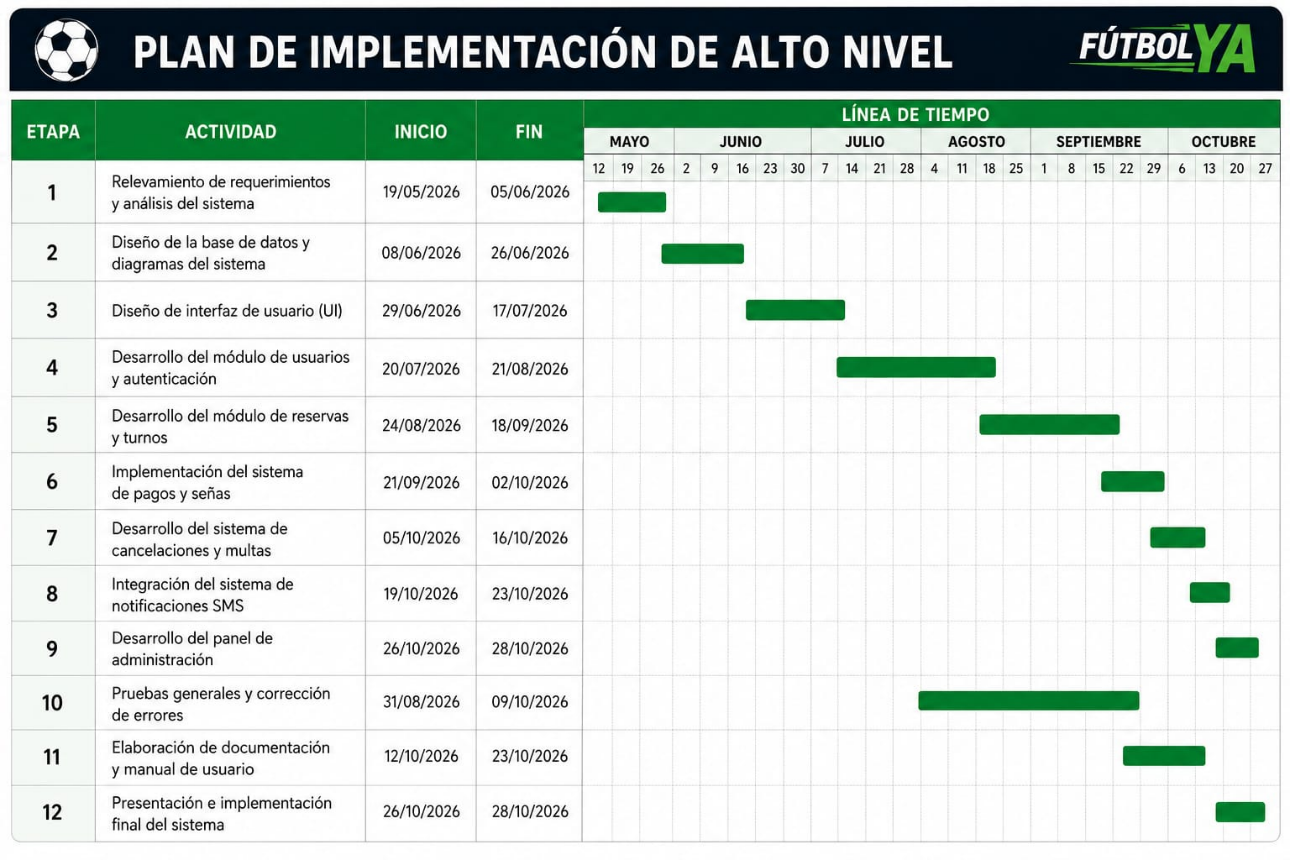 PLAN DE IMPLEMENTACIÓN DE ALTO NIVEL
FÚTBOL YA
ETAPA ACTIVIDAD INICIO FIN LÍNEA DE TIEMPO
MAYO JUNIO JULIO AGOSTO SEPTIEMBRE OCTUBRE
12 19 26 2 9 16 23 30 7 14 21 28 4 11 18 25 1 8 15 22 29 6 13 20 27
1 Relevamiento de requerimientos 19/05/2026 05/06/2026
y análisis del sistema
2 Diseño de la base de datos y 08/06/2026 26/06/2026
diagramas del sistema
3 Diseño de interfaz de usuario (UI) 29/06/2026 17/07/2026
4 Desarrollo del módulo de usuarios 20/07/2026 21/08/2026
y autenticación
5 Desarrollo del módulo de reservas 24/08/2026 18/09/2026
y turnos
6 Implementación del sistema 21/09/2026 02/10/2026
de pagos y señas
7 Desarrollo del sistema de 05/10/2026 16/10/2026
cancelaciones y multas
8 Integración del sistema de 19/10/2026 23/10/2026
notificaciones SMS
9 Desarrollo del panel de 26/10/2026 28/10/2026
administración
10 Pruebas generales y corrección 31/08/2026 09/10/2026
de errores
11 Elaboración de documentación 12/10/2026 23/10/2026
y manual de usuario
12 Presentación e implementación 26/10/2026 28/10/2026
final del sistema